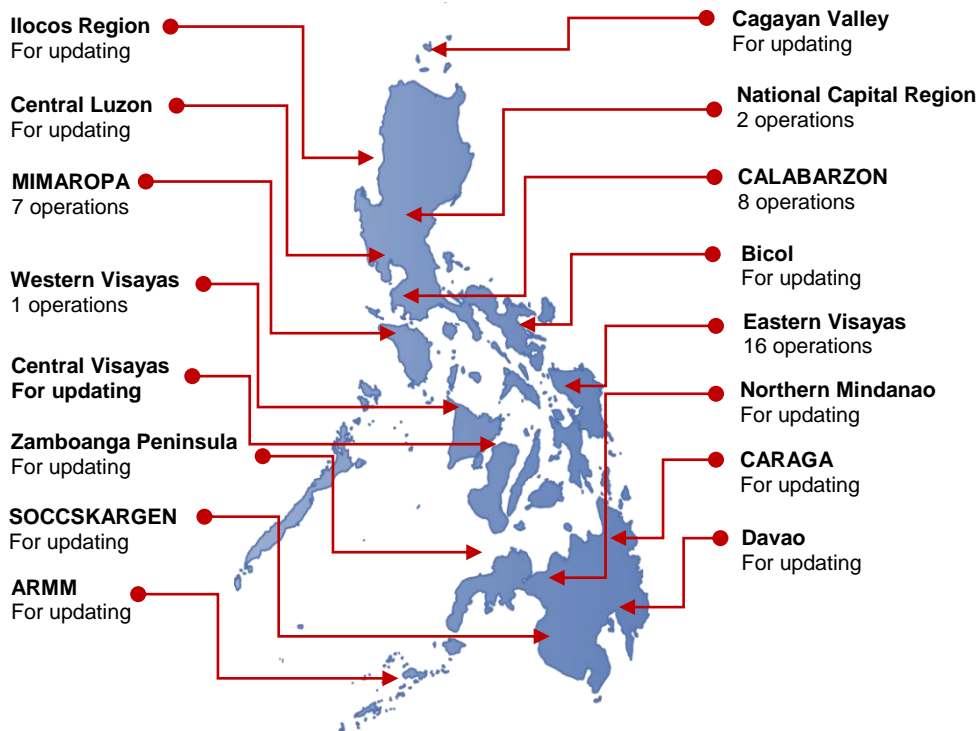 Ilocos Region
For updating
Central Luzon
For updating
MIMAROPA
7 operations
Western Visayas
1 operations
Central Visayas
For updating
Zamboanga Peninsula
For updating
SOCCSKARGEN
For updating
ARMM
For updating
Cagayan Valley
For updating
National Capital Region
2 operations
CALABARZON
8 operations
Bicol
For updating
Eastern Visayas
16 operations
Northern Mindanao
For updating
CARAGA
For updating
Davao
For updating